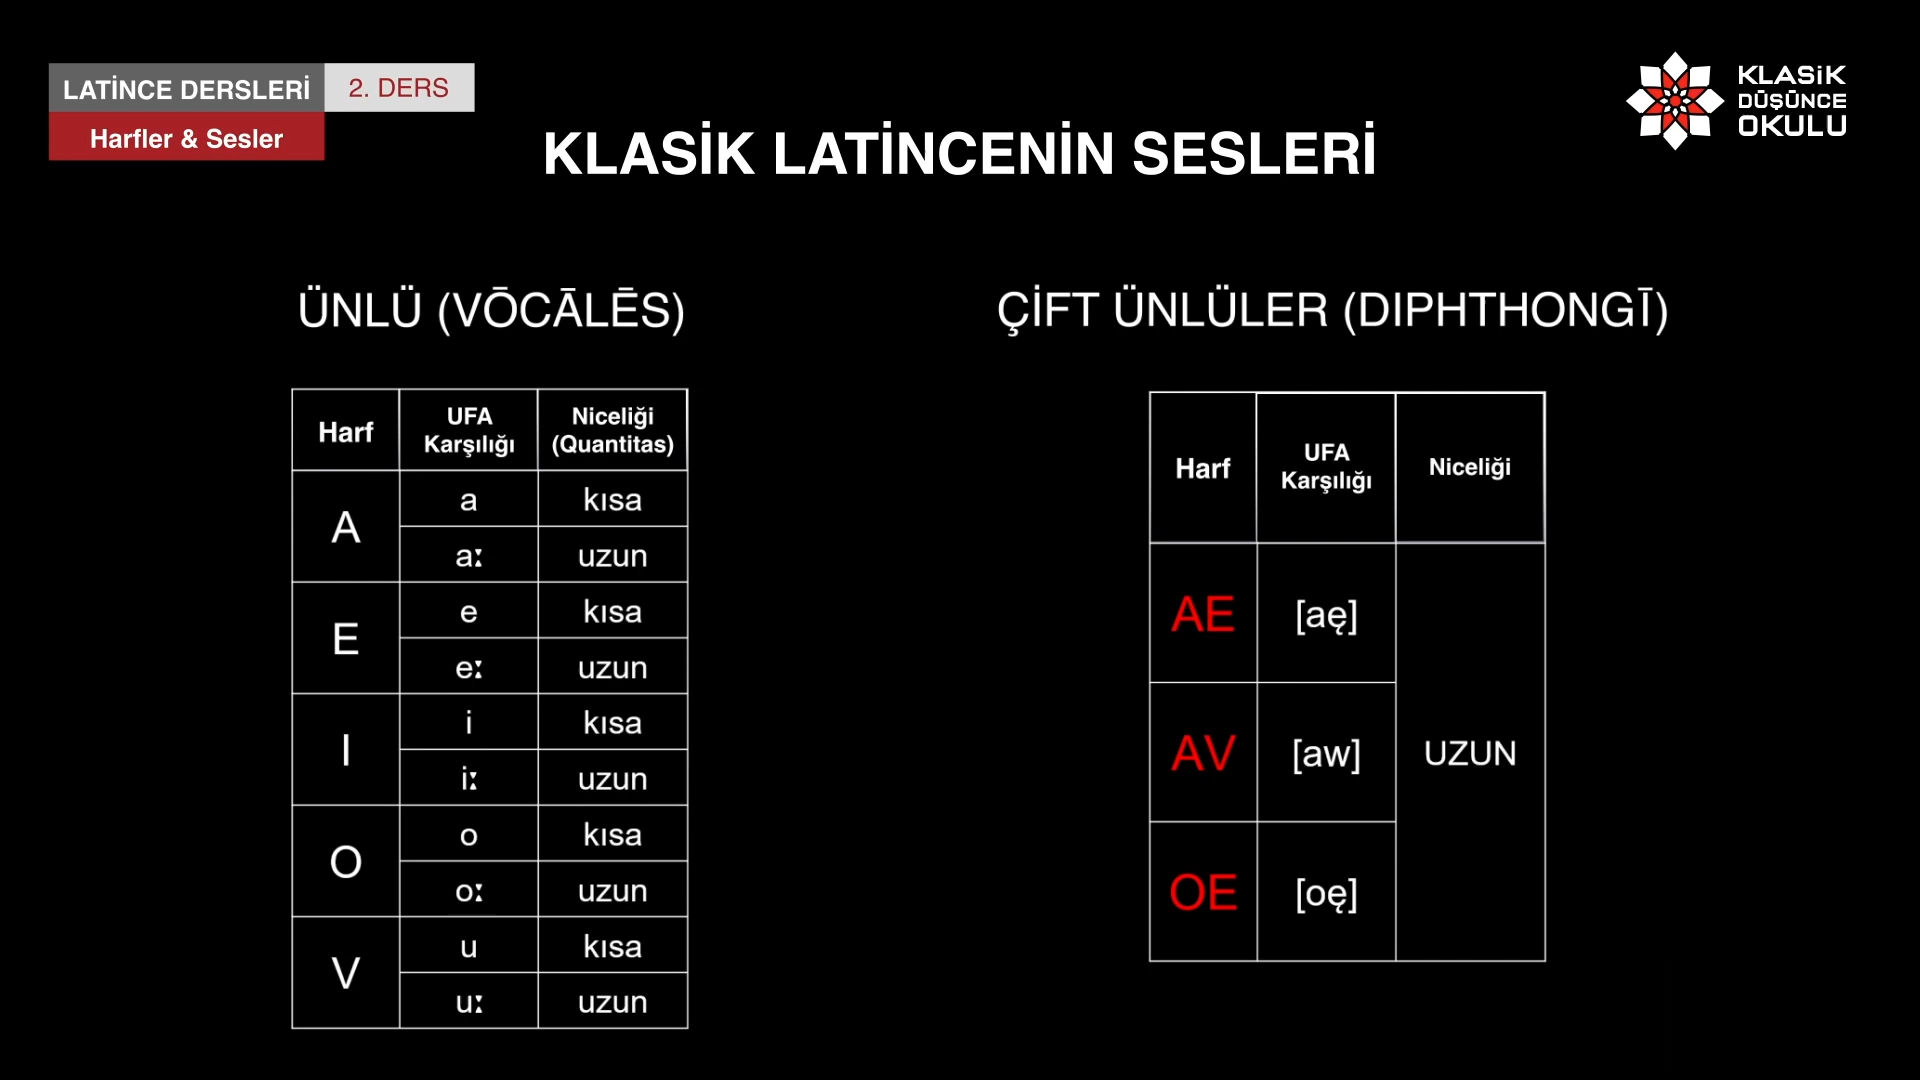 LATİNCE DERSLERİ 2. DERS
Harfler & Sesler
KLASİK
DÜŞÜNCE
OKULU
KLASİK LATİNCENİN SESLERİ
ÜNLÜ (VŌCĀLĒS)
Harf UFA Karşılığı Niceliği (Quantitas)
A a kısa
aː uzun
E e kısa
eː uzun
I i kısa
iː uzun
O o kısa
oː uzun
V u kısa
uː uzun
ÇİFT ÜNLÜLER (DIPHTHONGĪ)
Harf UFA Karşılığı Niceliği
AE [aę]
AV [aw] UZUN
OE [oę]